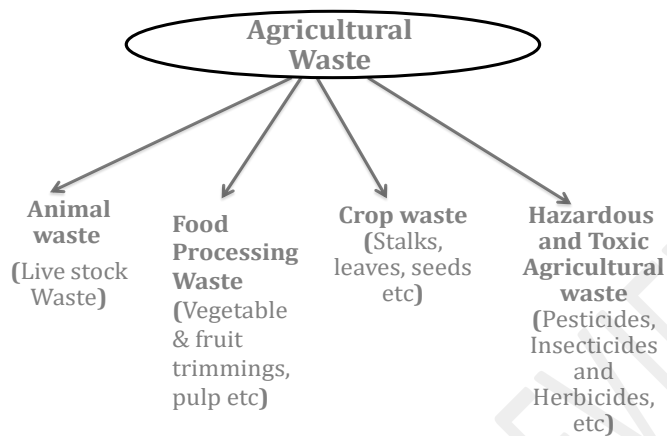 Agricultural
Waste
Animal
waste
(Live stock
Waste)
Food
Processing
Waste
(Vegetable
& fruit
trimmings,
pulp etc)
Crop waste
(Stalks,
leaves, seeds
etc)
Hazardous
and Toxic
Agricultural
waste
(Pesticides,
Insecticides
and
Herbicides,
etc)